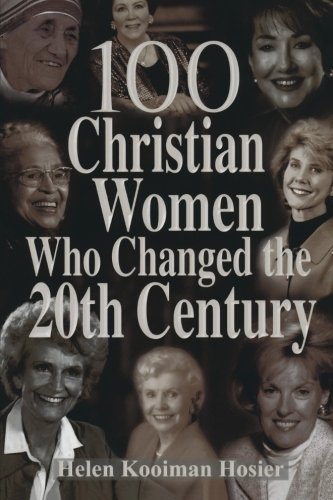 100
Christian
Women
Who Changed the
20th Century
Helen Kooiman Hosier